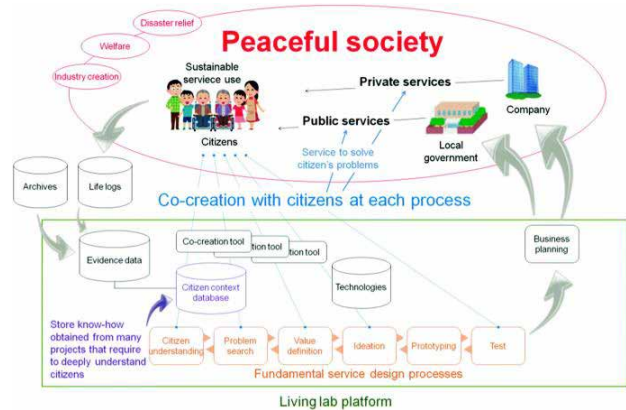 Disaster relief
Welfare
Industry creation
Peaceful society
Sustainable
serviece use
Citizens
Private services
Public services
Company
Local
government
Service to solve
citizen's problems
Archives
Life logs
Co-creation with citizens at each process
Evidence data
Co-creation tool
tion tool
tion tool
Citizen context
database
Technologies
Business
planning
Store know-how
obtained from many
projects that require
to deeply understand
citizens
Citizen
understanding
Problem
search
Value
definition
Ideation
Prototyping
Test
Fundamental service design processes
Living lab platform